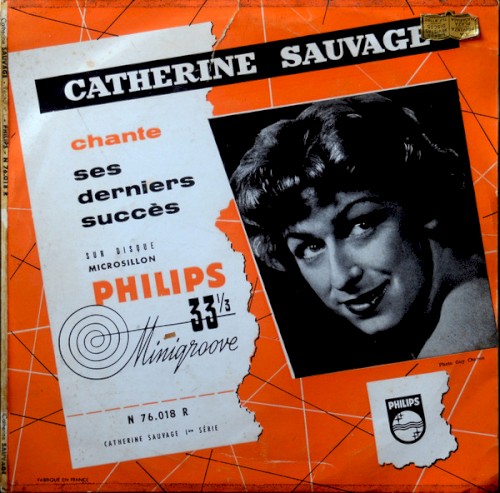 CATHERINE SAUVAGE
chante
ses
derniers
succès
SUR DISQUE
MICROSILLON
PHILIPS
33 1/3
Minigroove
N 76.018 R
CATHERINE SAUVAGE 1re SÉRIE
PHILIPS
FABRIQUÉ EN FRANCE